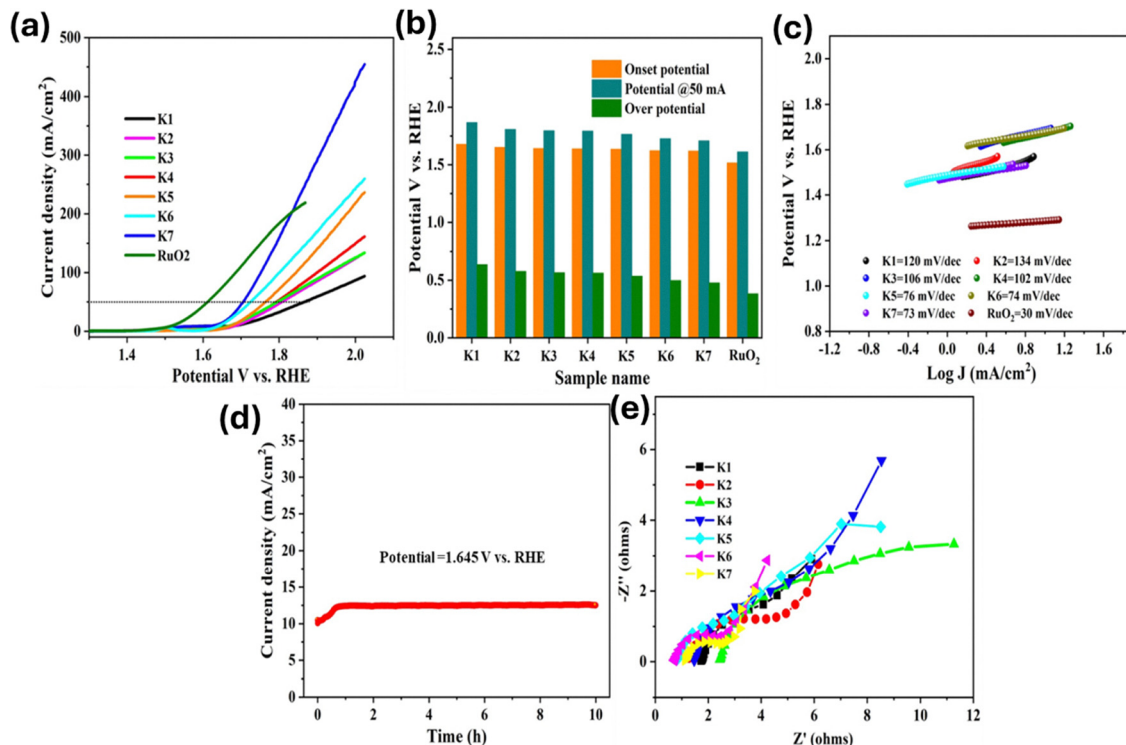 (a)
500
400
300
200
100
0
Current density (mA/cm²)
K1
K2
K3
K4
K5
K6
K7
RuO2
1.4
1.6
1.8
2.0
Potential V vs. RHE
(b)
2.5
2.0
1.5
1.0
0.5
0.0
Potential V vs. RHE
Onset potential
Potential @50 mA
Over potential
K1 K2 K3 K4 K5 K6 K7 RuO₂
Sample name
(c)
2.0
1.8
1.6
1.4
1.2
1.0
0.8
Potential V vs. RHE
K1=120 mV/dec K2=134 mV/dec
K3=106 mV/dec K4=102 mV/dec
K5=76 mV/dec K6=74 mV/dec
K7=73 mV/dec RuO₂=30 mV/dec
-1.2 -0.6 0.0 0.6 1.2 1.8
Log J (mA/cm²)
(d)
40
35
30
25
20
15
10
5
0
Current density (mA/cm²)
Potential=1.645 V vs. RHE
0 2 4 6 8 10
Time (h)
(e)
6
4
2
0
-Z'' (ohms)
K1
K2
K3
K4
K5
K6
K7
0 2 4 6 8 10 12
Z' (ohms)